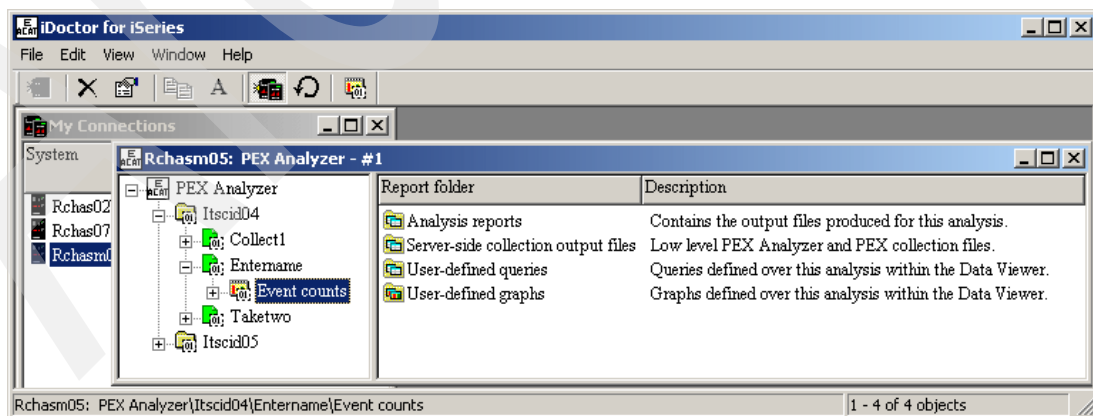 iDoctor for iSeries
File Edit View Window Help
My Connections
System
Rchas02
Rchas07
Rchasm0
Rchasm05: PEX Analyzer - #1
PEX Analyzer
Itscid04
Collect1
Entername
Event counts
Taketwo
Itscid05
Report folder Description
Analysis reports Contains the output files produced for this analysis.
Server-side collection output files Low level PEX Analyzer and PEX collection files.
User-defined queries Queries defined over this analysis within the Data Viewer.
User-defined graphs Graphs defined over this analysis within the Data Viewer.
Rchasm05: PEX Analyzer\Itscid04\Entername\Event counts 1 - 4 of 4 objects